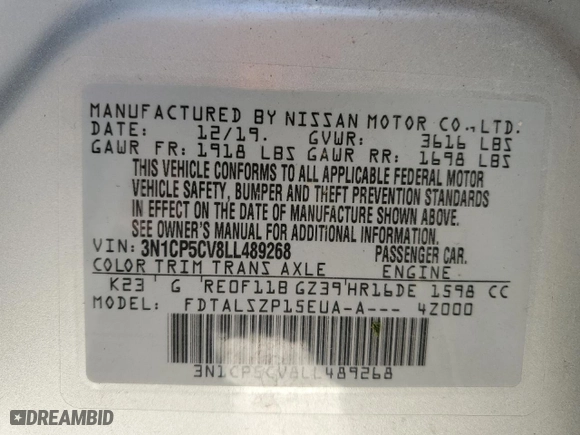 MANUFACTURED BY NISSAN MOTOR CO.,LTD.
DATE: 12/19. GVWR: 3616 LBS
GAWR FR: 1918 LBS GAWR RR: 1698 LBS
THIS VEHICLE CONFORMS TO ALL APPLICABLE FEDERAL MOTOR
VEHICLE SAFETY, BUMPER AND THEFT PREVENTION STANDARDS
IN EFFECT ON THE DATE OF MANUFACTURE SHOWN ABOVE.
SEE OWNER'S MANUAL FOR ADDITIONAL INFORMATION
VIN: 3N1CP5CV8LL489268 PASSENGER CAR.
COLOR TRIM TRANS AXLE ENGINE
K23 G RE0F11B GZ39 HR16DE 1598 CC
MODEL: FDTALSZP15EUA-A--- 4Z000
3N1CP5CV8LL489268
DREAMBID